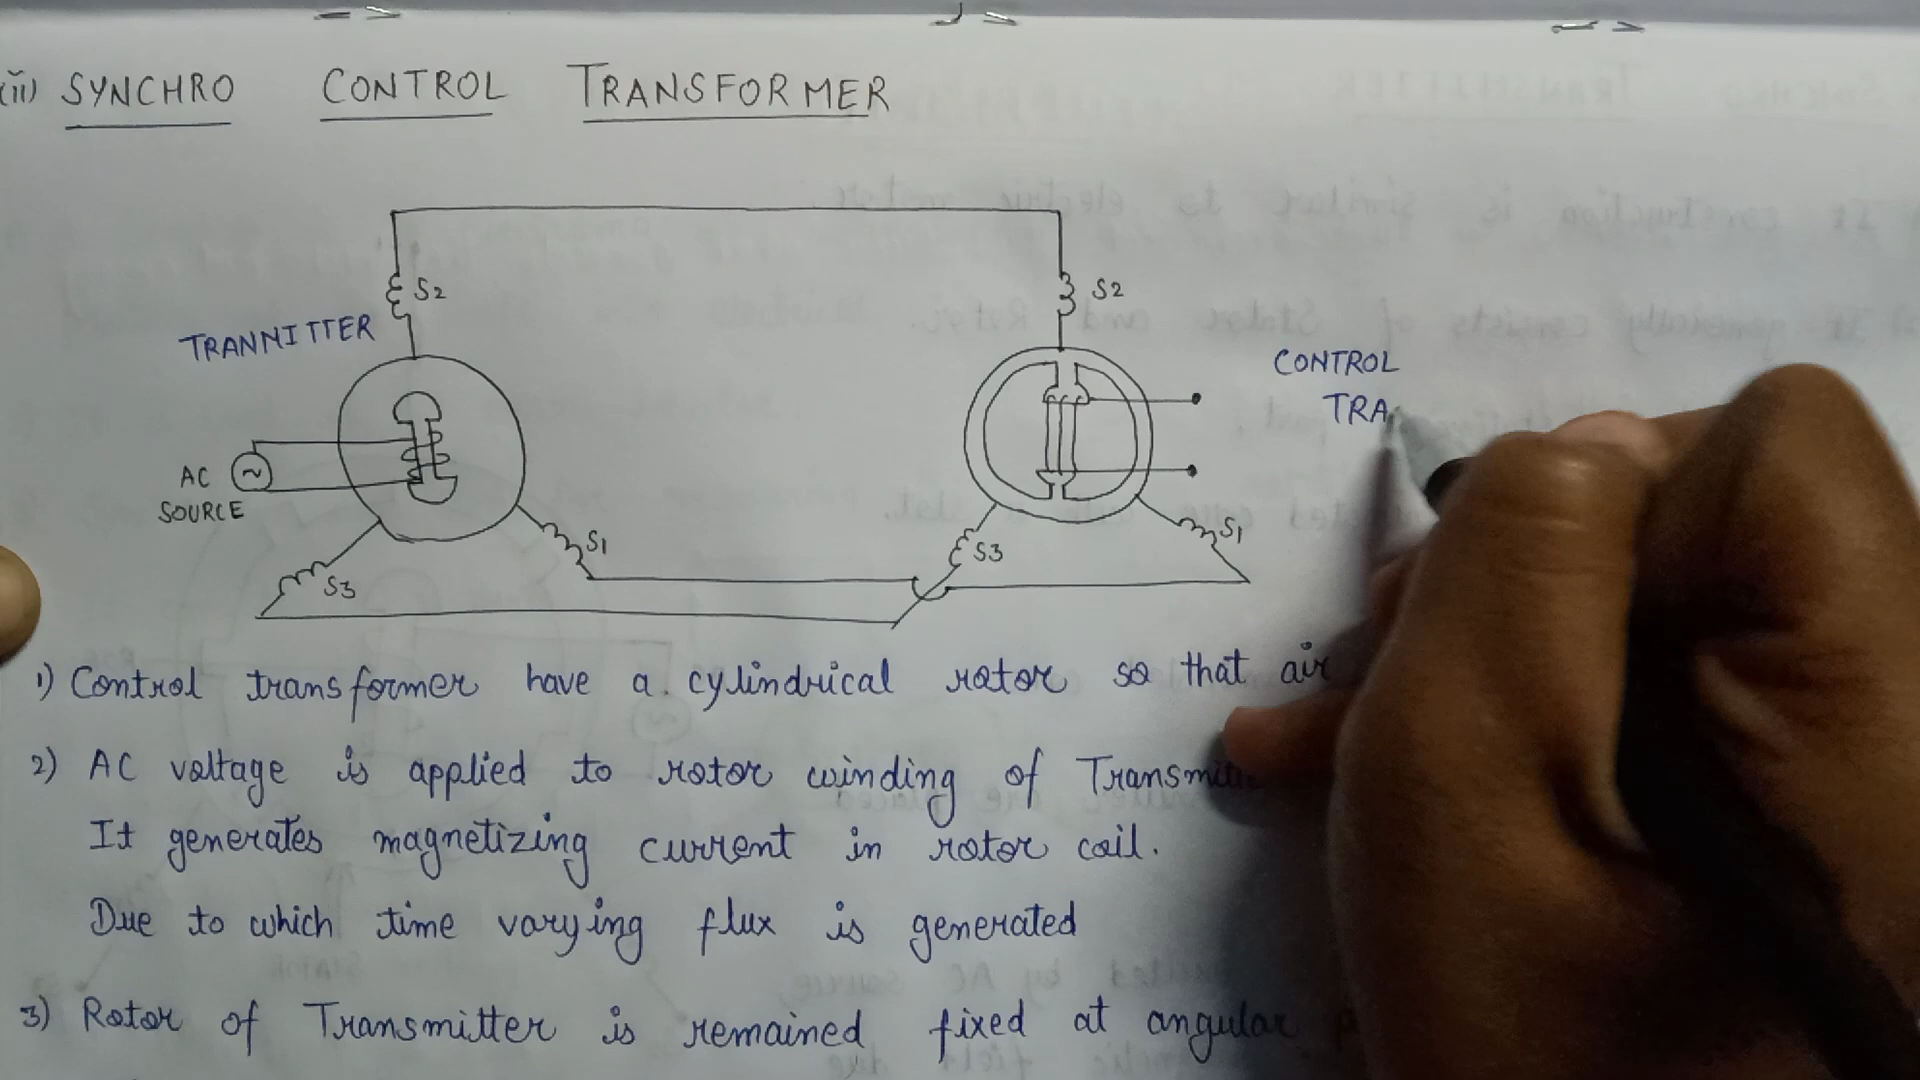 (ii) SYNCHRO CONTROL TRANSFORMER
S2
S2
TRANMITTER
CONTROL
TRA
AC
SOURCE
S1
S3
S3
S1
1) Control transformer have a cylindrical rotor so that air
2) AC voltage is applied to rotor winding of Transmitte
It generates magnetizing current in rotor coil.
Due to which time varying flux is generated
3) Rotor of Transmitter is remained fixed at angular